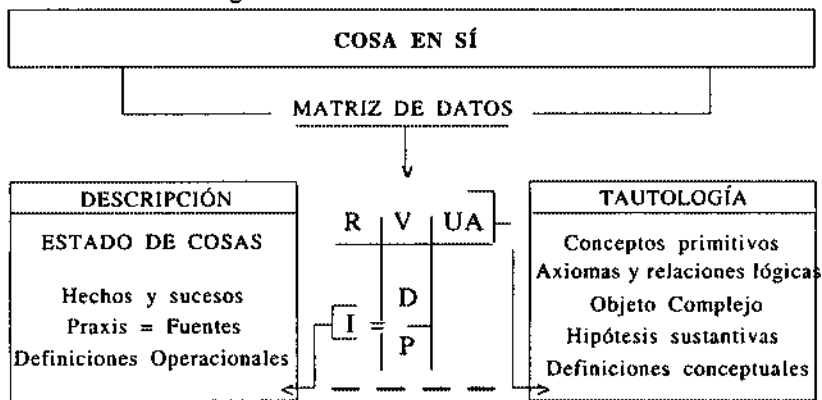 COSA EN SÍ
MATRIZ DE DATOS
DESCRIPCIÓN
ESTADO DE COSAS
Hechos y sucesos
Praxis = Fuentes
Definiciones Operacionales
R V UA
D
I =
P
TAUTOLOGÍA
Conceptos primitivos
Axiomas y relaciones lógicas
Objeto Complejo
Hipótesis sustantivas
Definiciones conceptuales